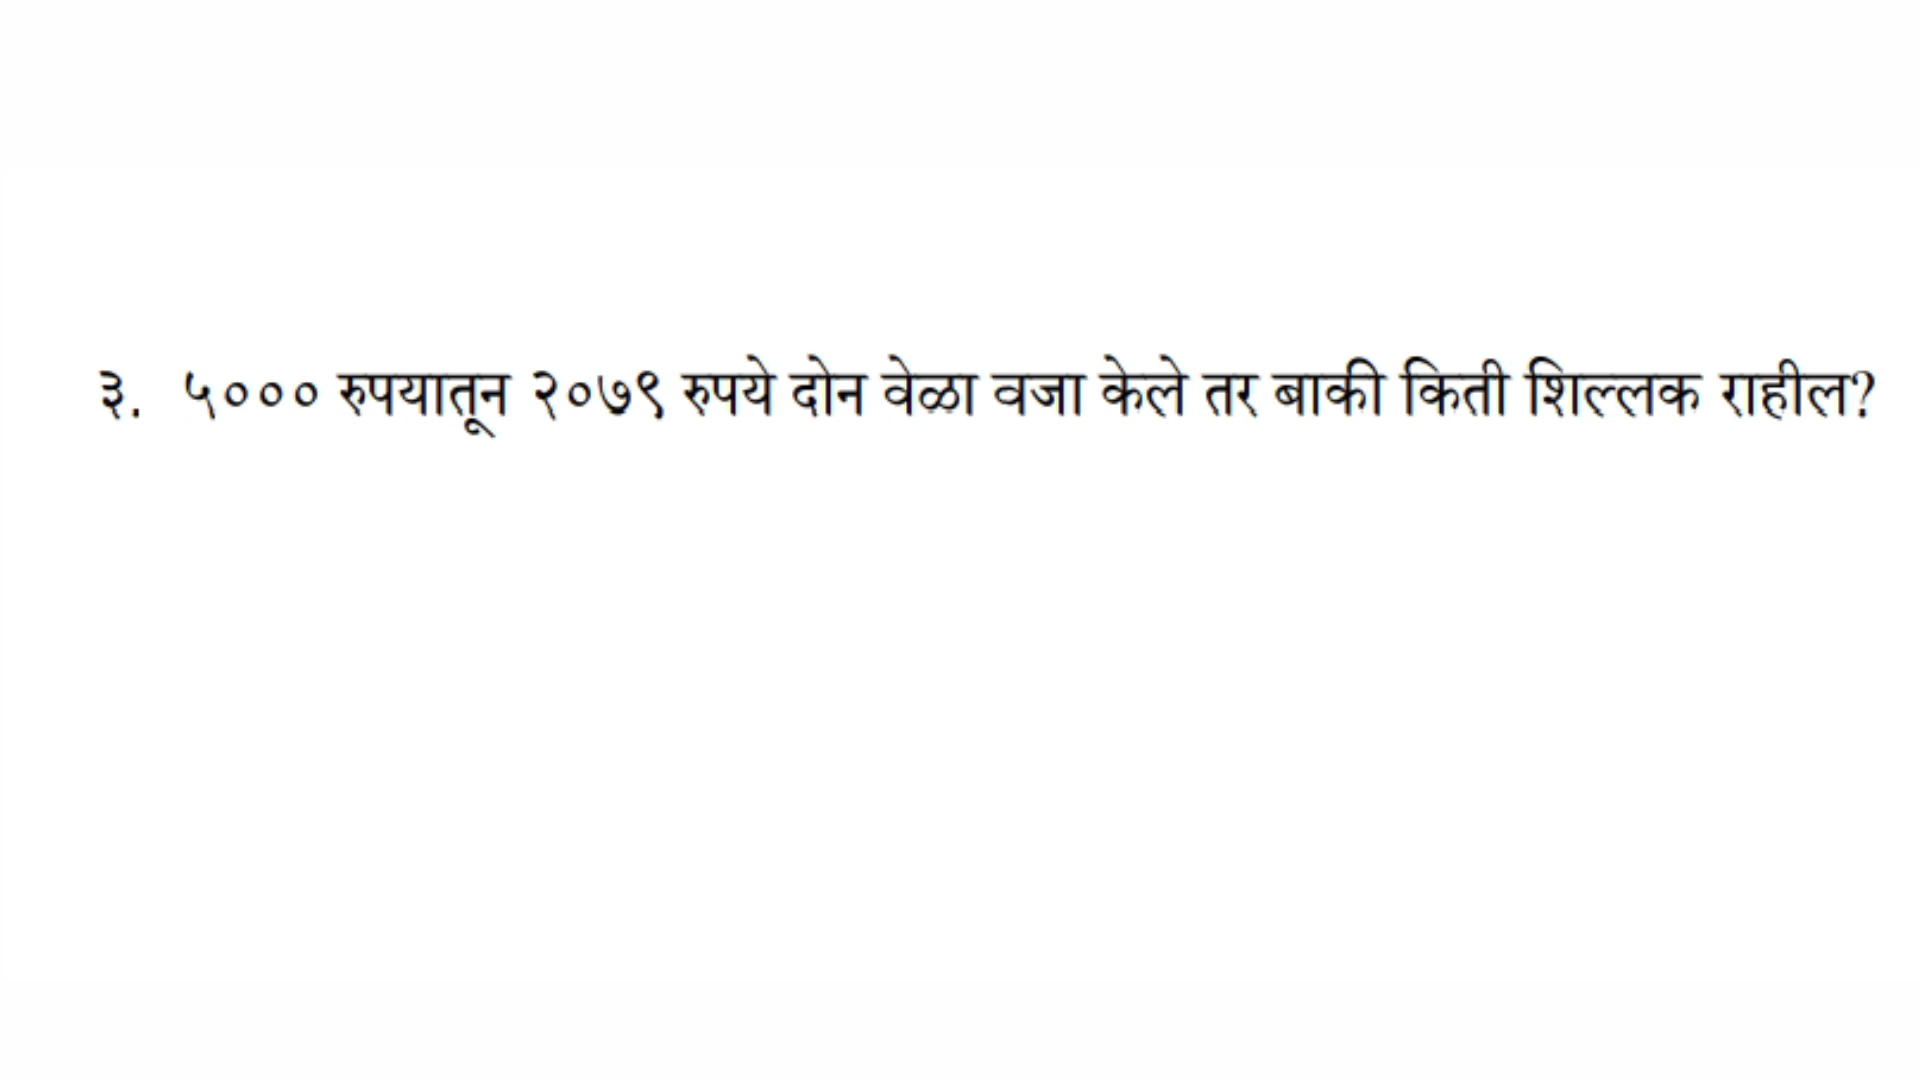 ३. ५००० रुपयातून २०७९ रुपये दोन वेळा वजा केले तर बाकी किती शिल्लक राहील?